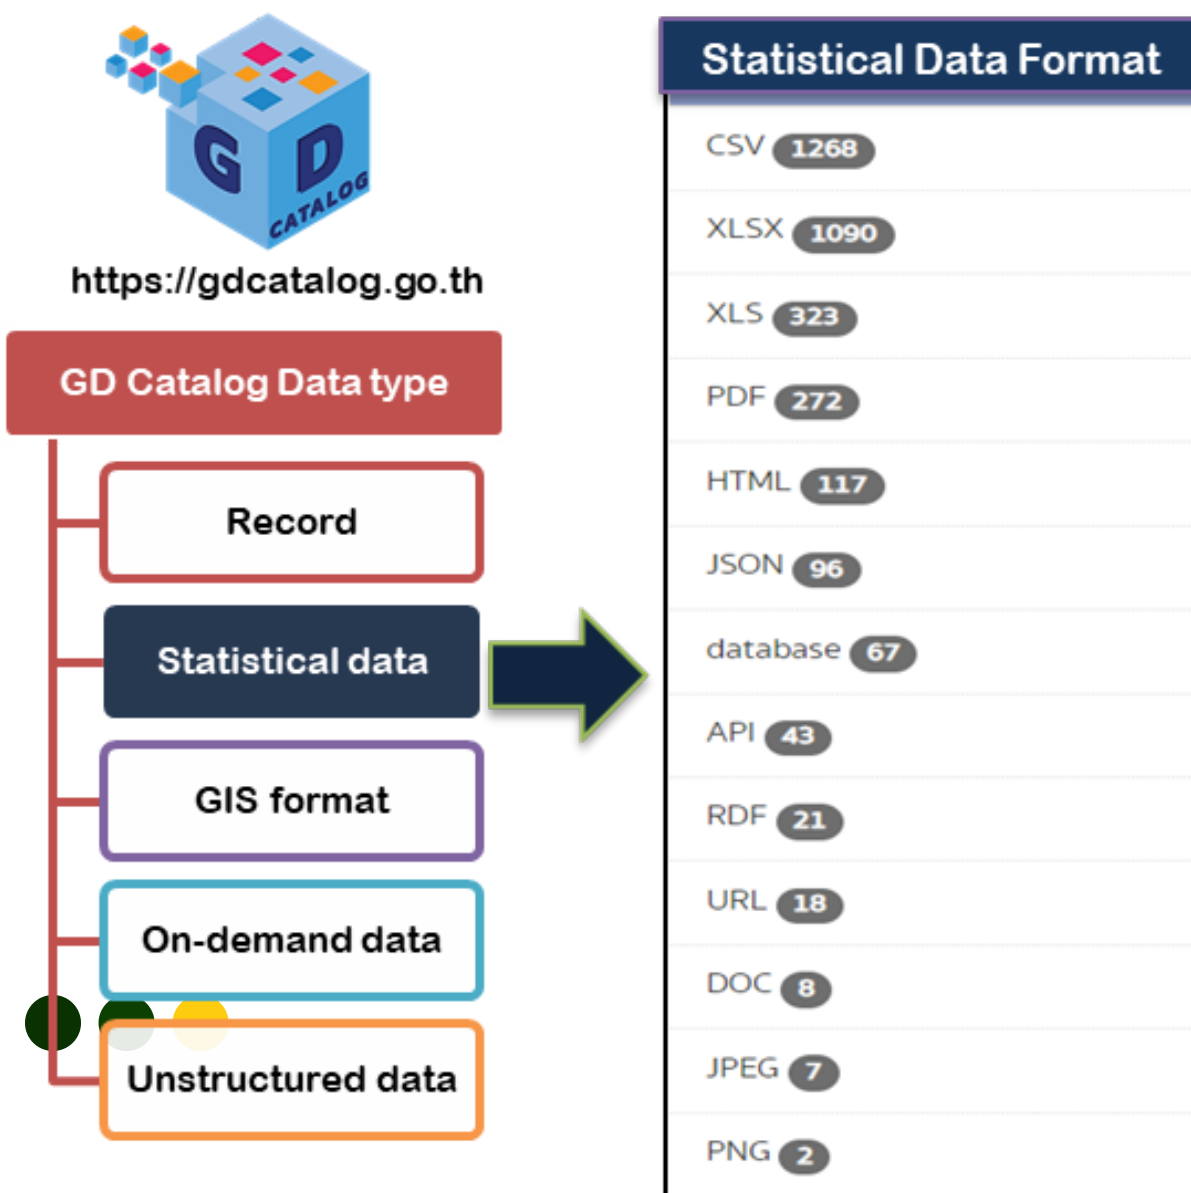 G D
CATALOG
https://gdcatalog.go.th
GD Catalog Data type
Record
Statistical data
GIS format
On-demand data
Unstructured data
Statistical Data Format
CSV 1268
XLSX 1090
XLS 323
PDF 272
HTML 117
JSON 96
database 67
API 43
RDF 21
URL 18
DOC 8
JPEG 7
PNG 2